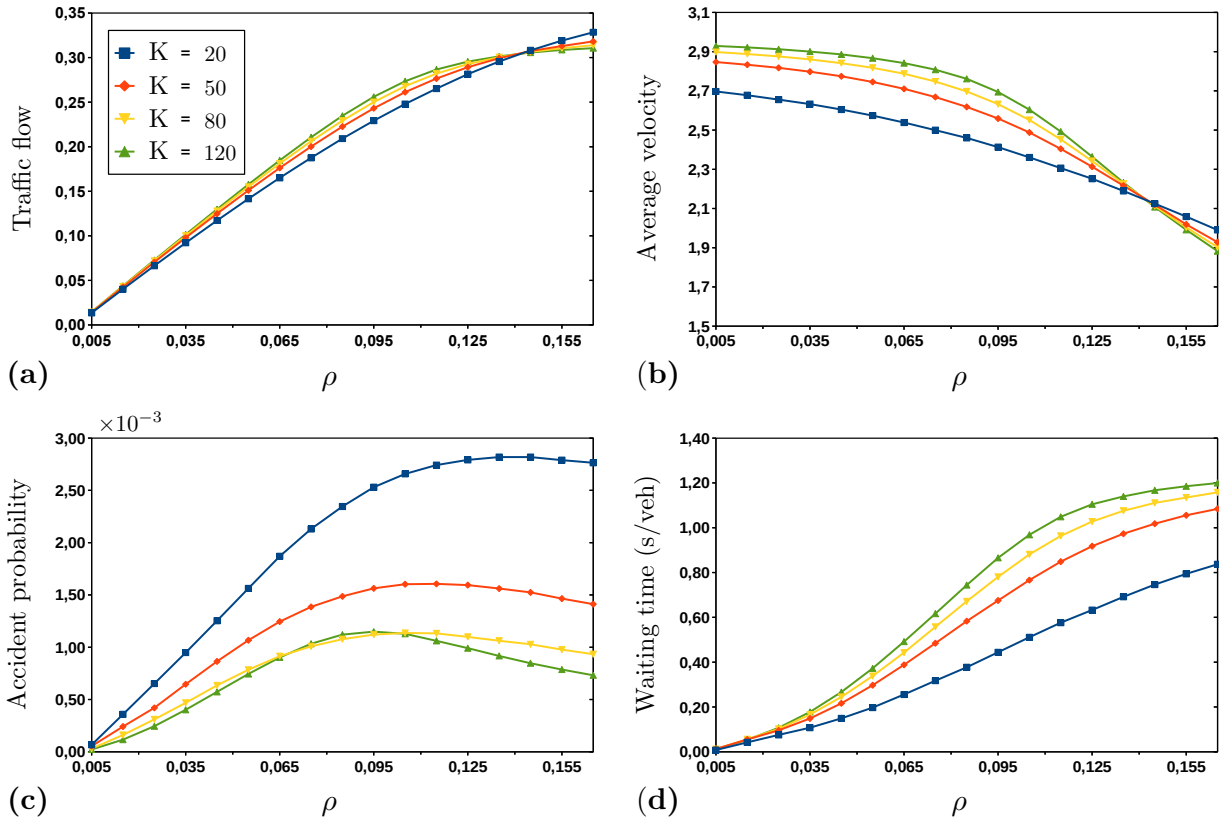 0,35
0,30
0,25
0,20
0,15
0,10
0,05
0,00
Traffic flow
K = 20
K = 50
K = 80
K = 120
0,005 0,035 0,065 0,095 0,125 0,155
(a)
ρ
3,1
2,9
2,7
2,5
2,3
2,1
1,9
1,7
1,5
Average velocity
0,005 0,035 0,065 0,095 0,125 0,155
(b)
ρ
×10⁻³
3,00
2,50
2,00
1,50
1,00
0,50
0,00
Accident probability
0,005 0,035 0,065 0,095 0,125 0,155
(c)
ρ
1,40
1,20
1,00
0,80
0,60
0,40
0,20
0,00
Waiting time (s/veh)
0,005 0,035 0,065 0,095 0,125 0,155
(d)
ρ